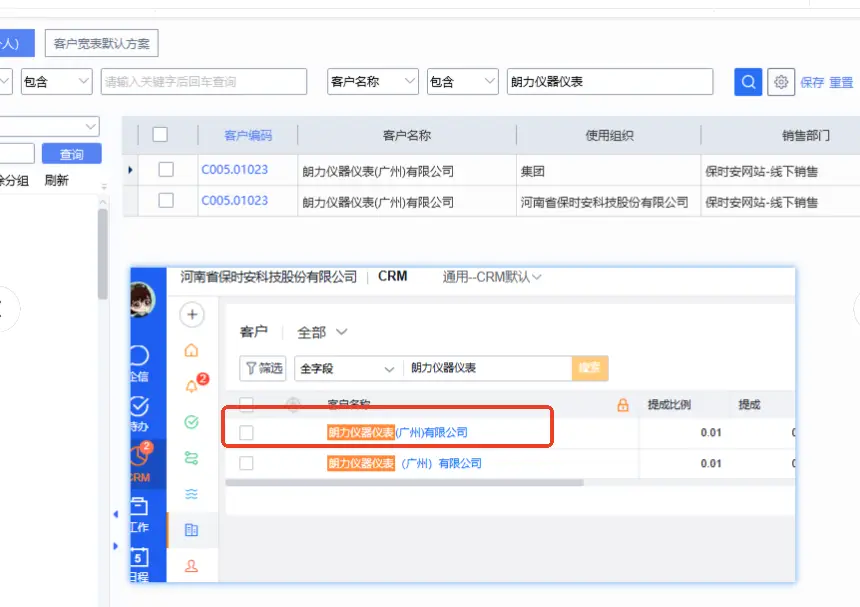 人)
客户宽表默认方案
包含
请输入关键字后回车查询
客户名称
包含
朗力仪器仪表
保存 重置
查询
除分组 刷新
客户编码 客户名称 使用组织 销售部门
C005.01023 朗力仪器仪表(广州)有限公司 集团 保时安网站-线下销售
C005.01023 朗力仪器仪表(广州)有限公司 河南省保时安科技股份有限公司 保时安网站-线下销售
河南省保时安科技股份有限公司 CRM 通用--CRM默认
客户 全部
筛选 全字段 朗力仪器仪表 搜索
企信
2
待办
2
CRM
工作
5
日程
客户名称 提成比例 提成
朗力仪器仪表(广州)有限公司 0.01
朗力仪器仪表（广州）有限公司 0.01